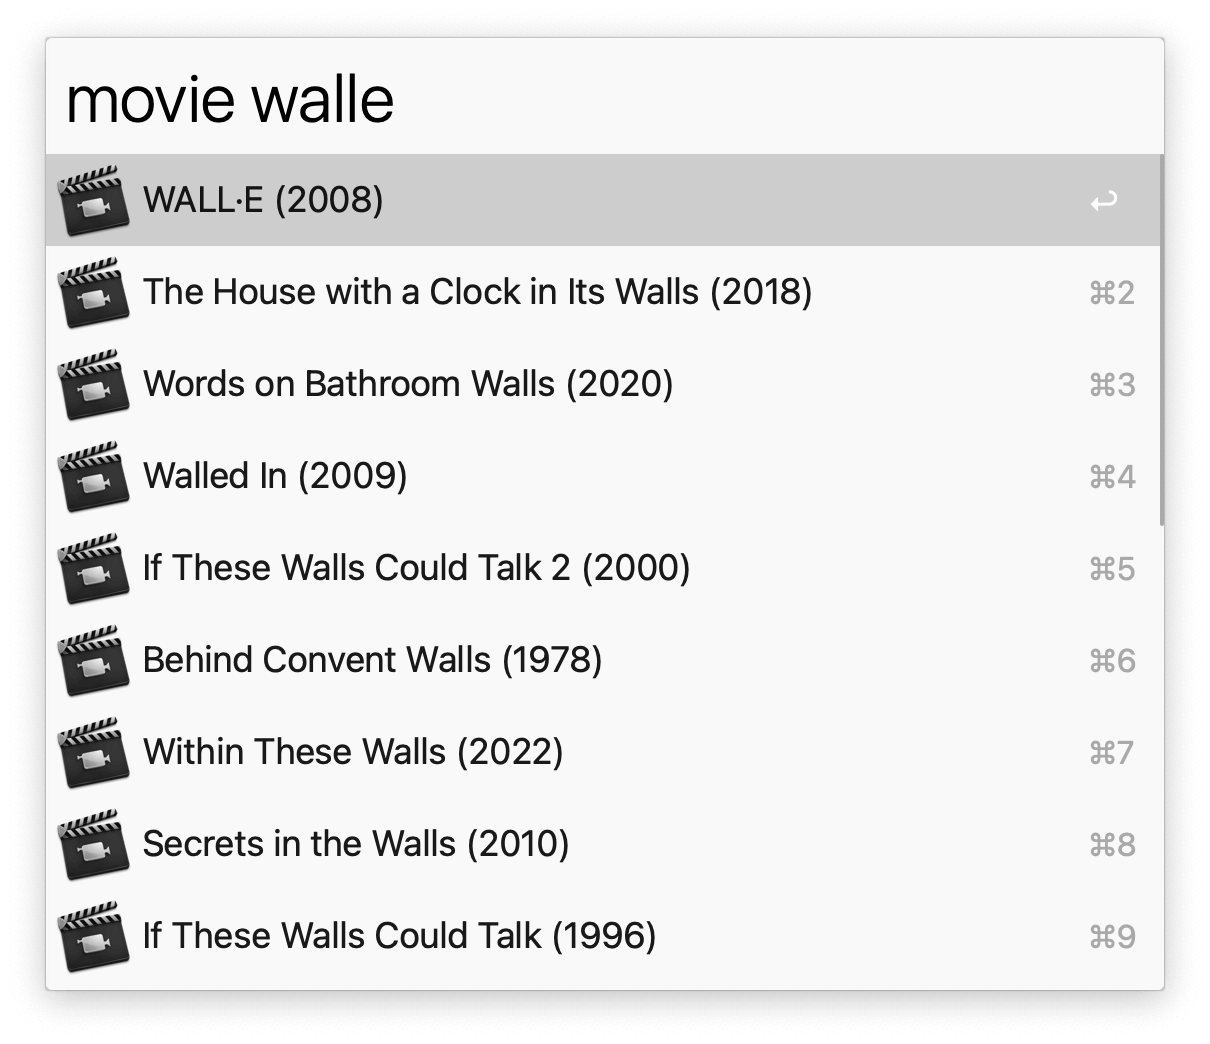 movie walle
WALL·E (2008)
The House with a Clock in Its Walls (2018) ⌘2
Words on Bathroom Walls (2020) ⌘3
Walled In (2009) ⌘4
If These Walls Could Talk 2 (2000) ⌘5
Behind Convent Walls (1978) ⌘6
Within These Walls (2022) ⌘7
Secrets in the Walls (2010) ⌘8
If These Walls Could Talk (1996) ⌘9